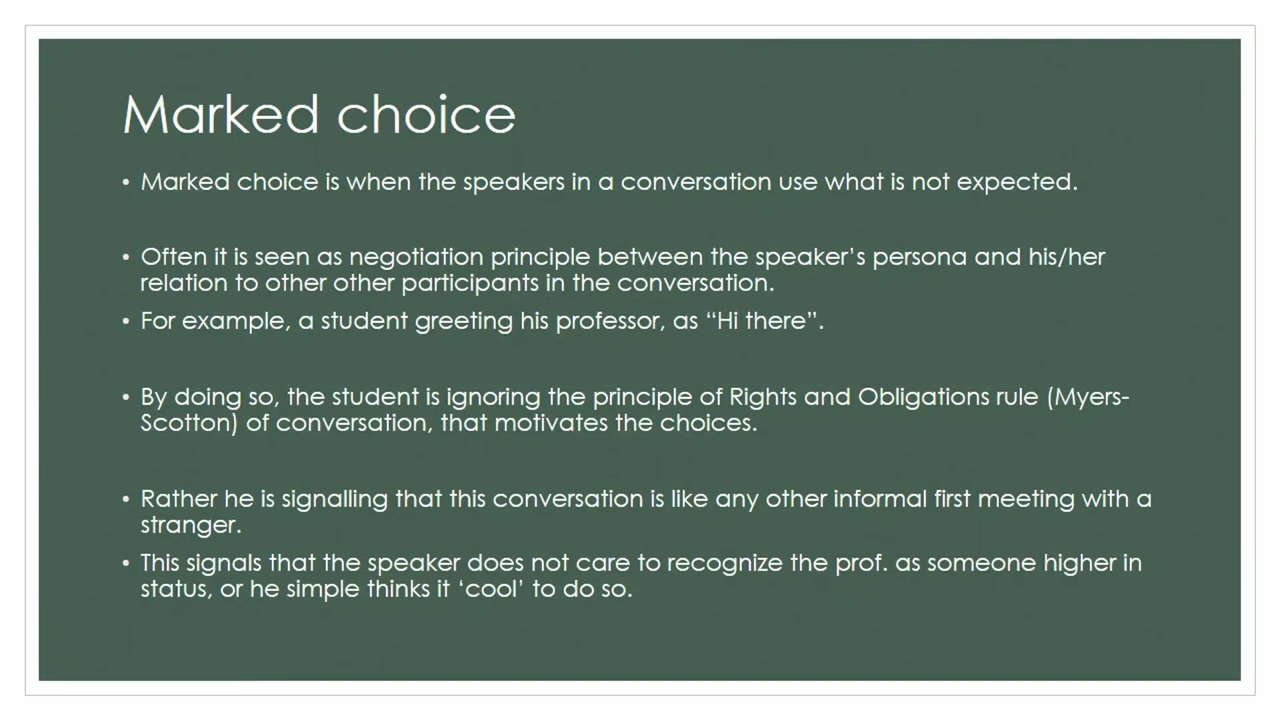 Marked choice
• Marked choice is when the speakers in a conversation use what is not expected.
• Often it is seen as negotiation principle between the speaker’s persona and his/her
relation to other other participants in the conversation.
• For example, a student greeting his professor, as “Hi there”.
• By doing so, the student is ignoring the principle of Rights and Obligations rule (Myers-
Scotton) of conversation, that motivates the choices.
• Rather he is signalling that this conversation is like any other informal first meeting with a
stranger.
• This signals that the speaker does not care to recognize the prof. as someone higher in
status, or he simple thinks it ‘cool’ to do so.